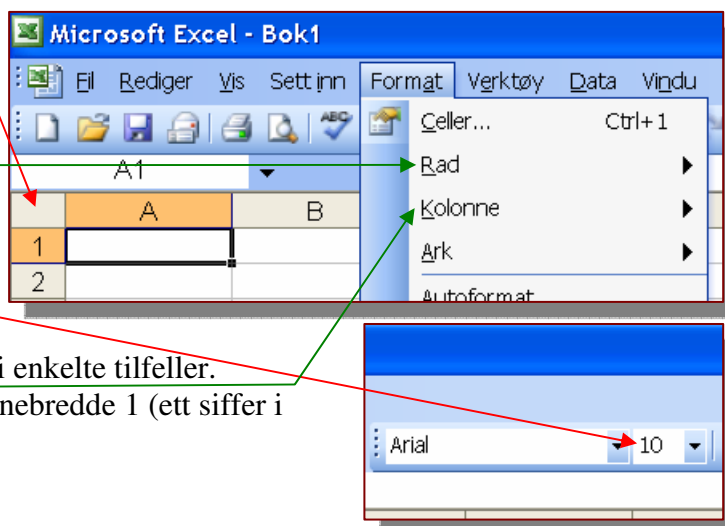 Microsoft Excel - Bok1
Fil Rediger Vis Sett inn Format Verktøy Data Vindu
ABC
Celler... Ctrl+1
A1
Rad
A B
Kolonne
1
Ark
2
Autoformat
i enkelte tilfeller.
nebredde 1 (ett siffer i
Arial 10